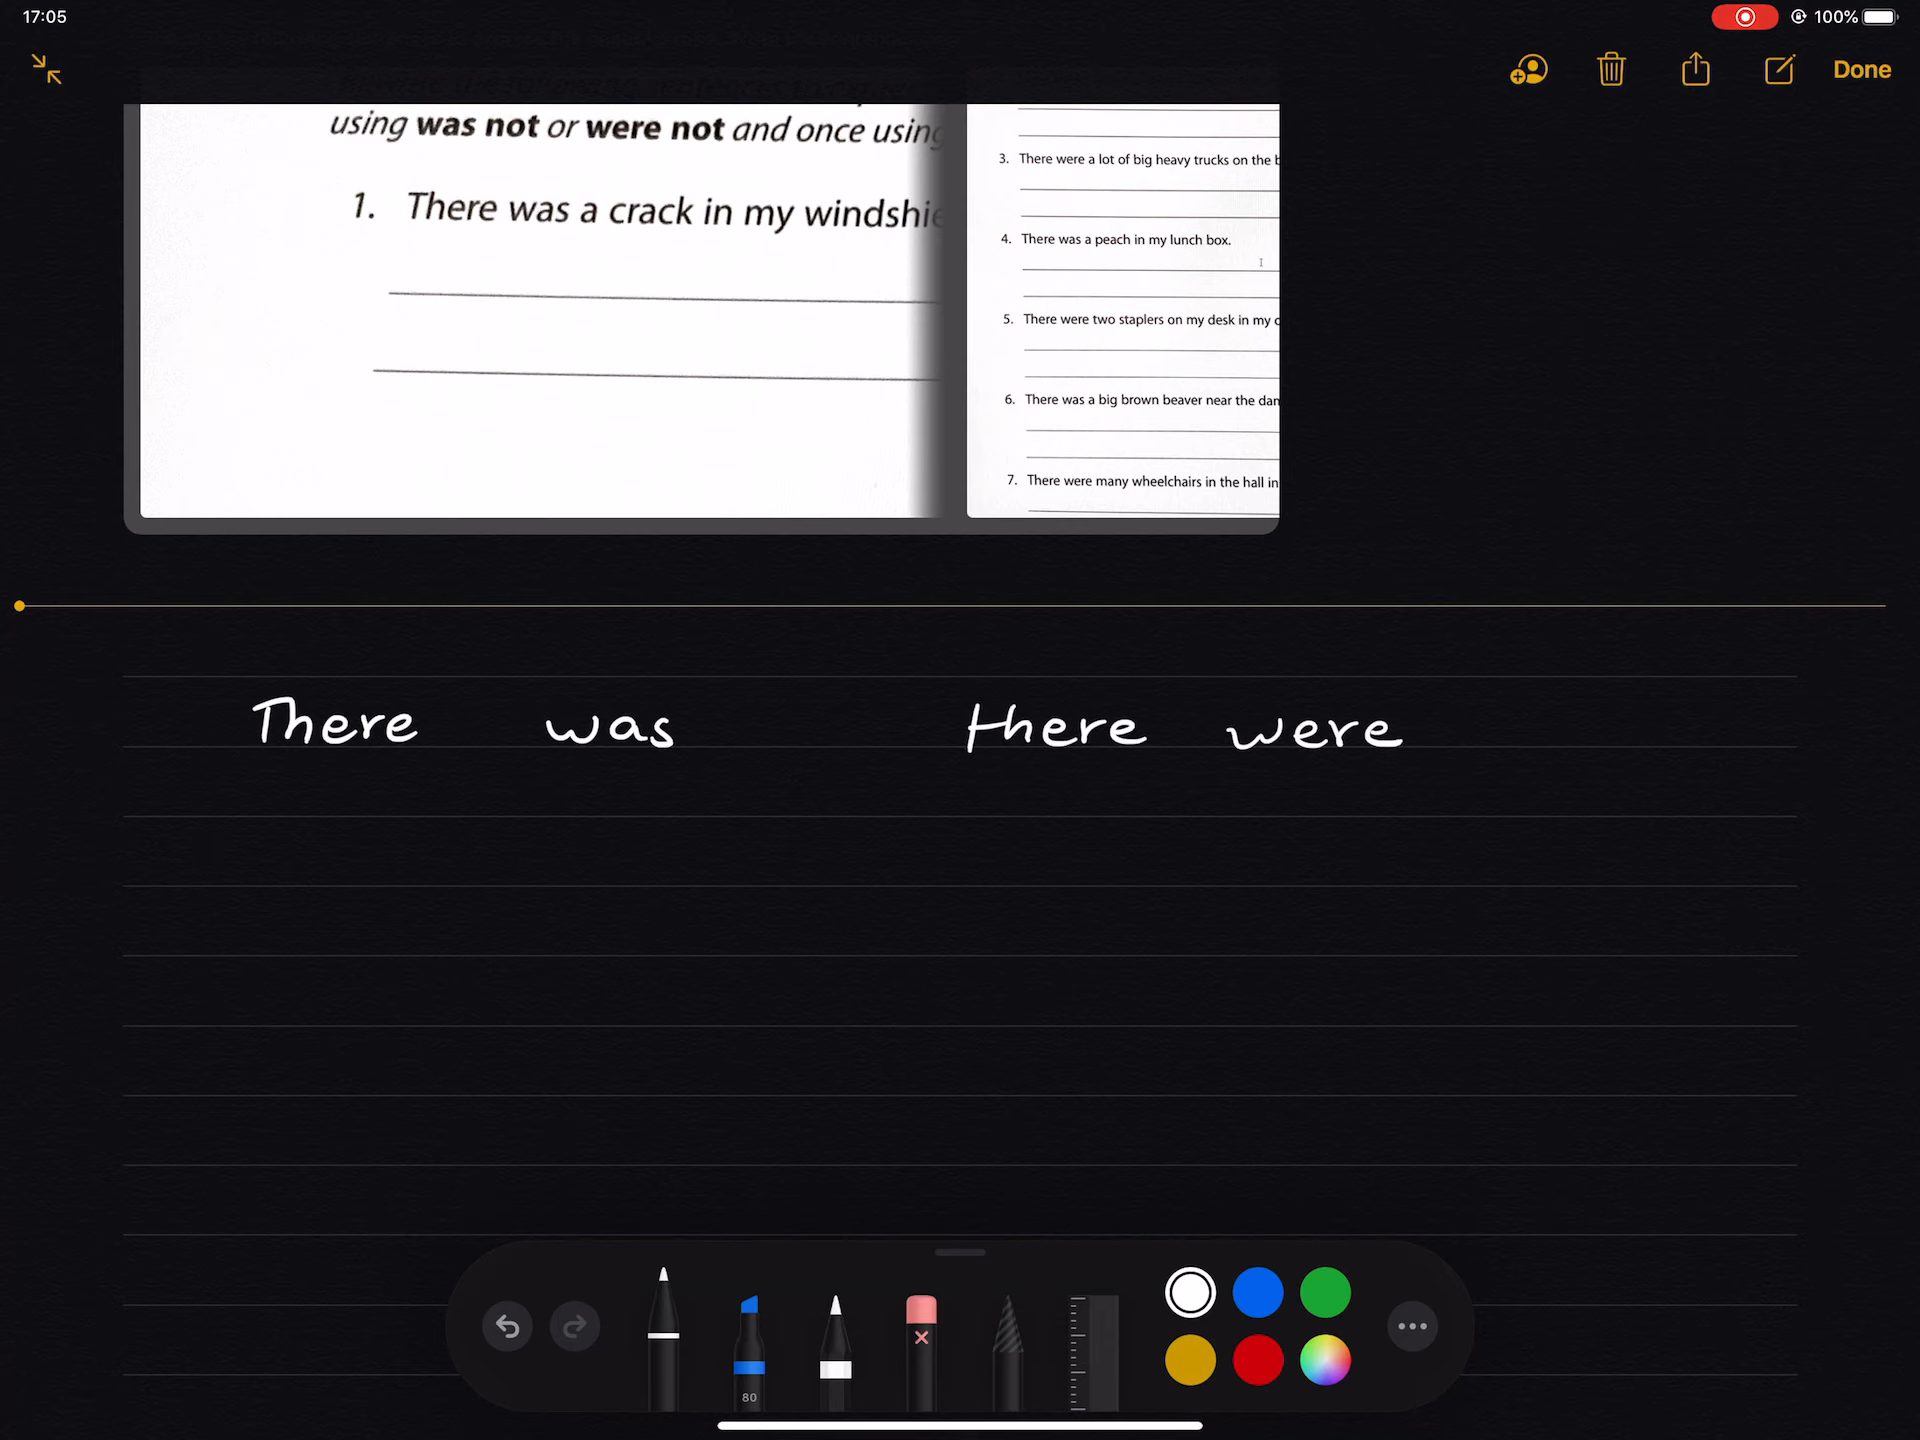 17:05
100%
Done
using was not or were not and once using
1. There was a crack in my windshie
3. There were a lot of big heavy trucks on the b
4. There was a peach in my lunch box.
5. There were two staplers on my desk in my o
6. There was a big brown beaver near the dam
7. There were many wheelchairs in the hall in
There was there were
80